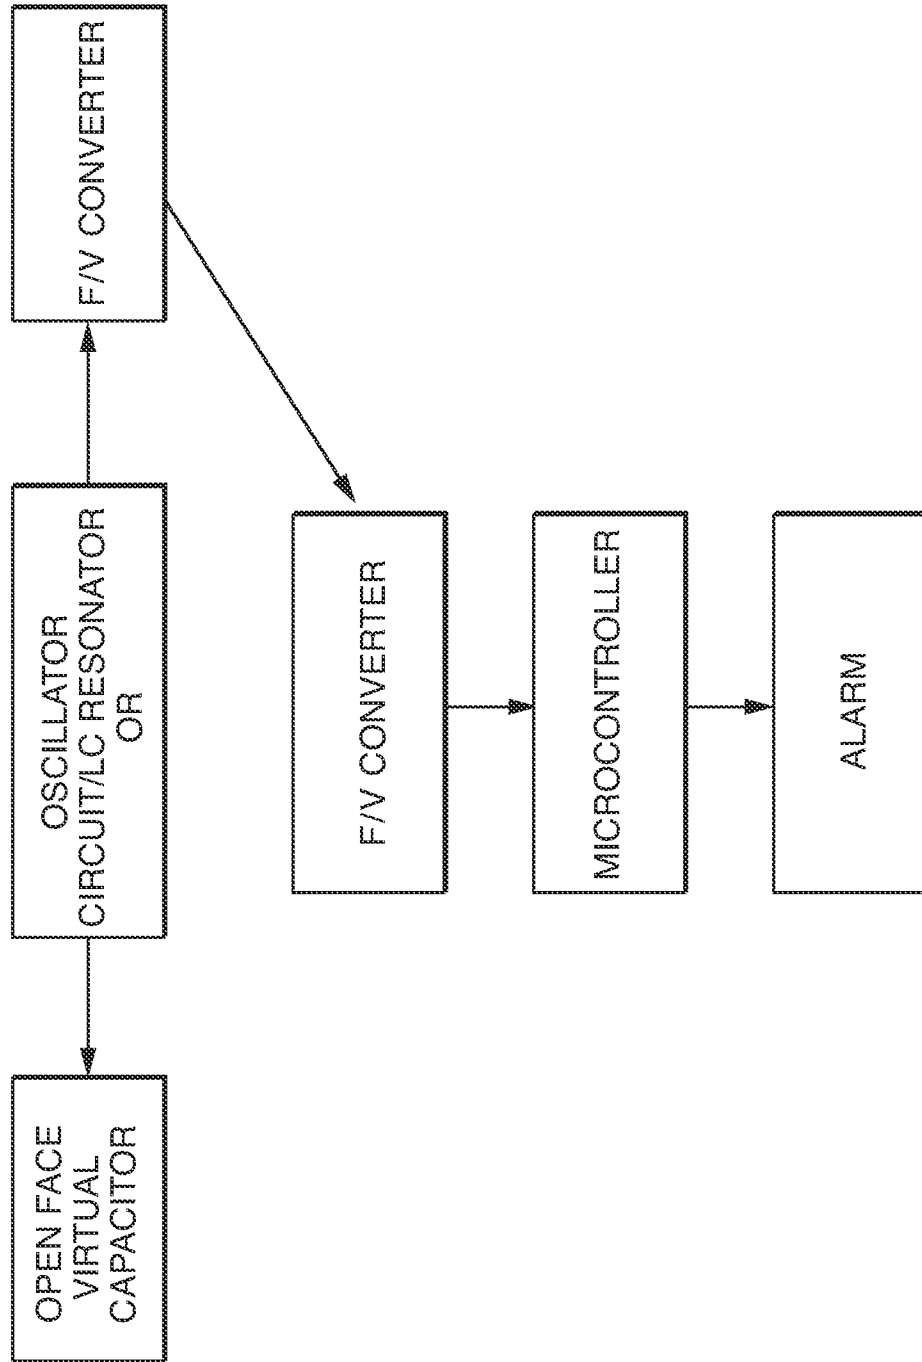 OPEN FACE
VIRTUAL
CAPACITOR
OSCILLATOR
CIRCUIT/LC RESONATOR
OR
F/V CONVERTER
F/V CONVERTER
MICROCONTROLLER
ALARM